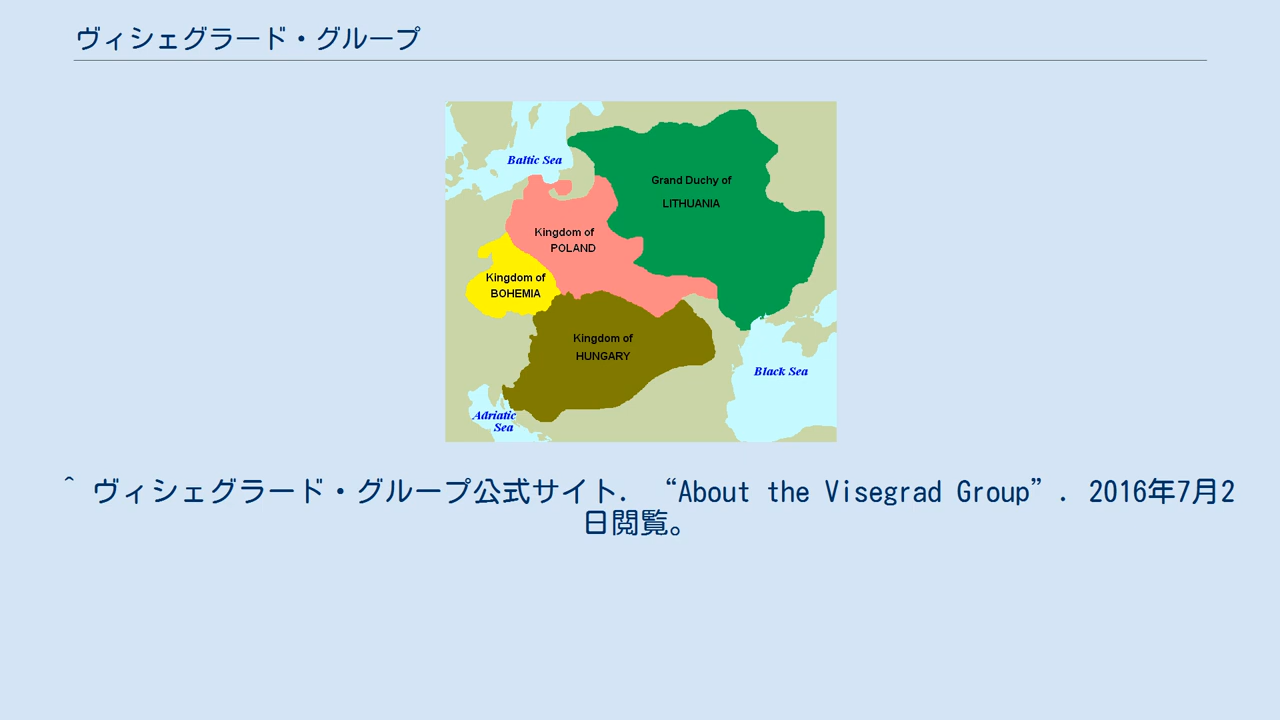 ヴィシェグラード・グループ
Baltic Sea
Grand Duchy of
LITHUANIA
Kingdom of
POLAND
Kingdom of
BOHEMIA
Kingdom of
HUNGARY
Black Sea
Adriatic
Sea
^ ヴィシェグラード・グループ公式サイト. “About the Visegrad Group”. 2016年7月2
日閲覧。